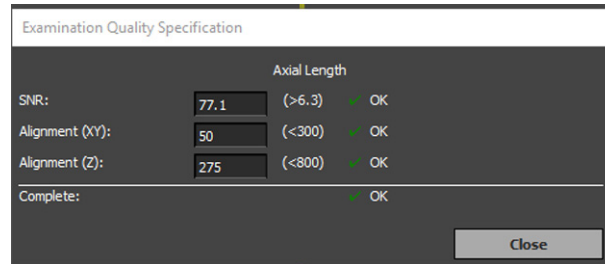 Examination Quality Specification
Axial Length
SNR: 77.1 (>6.3) ✓ OK
Alignment (XY): 50 (<300) ✓ OK
Alignment (Z): 275 (<800) ✓ OK
Complete: ✓ OK
Close